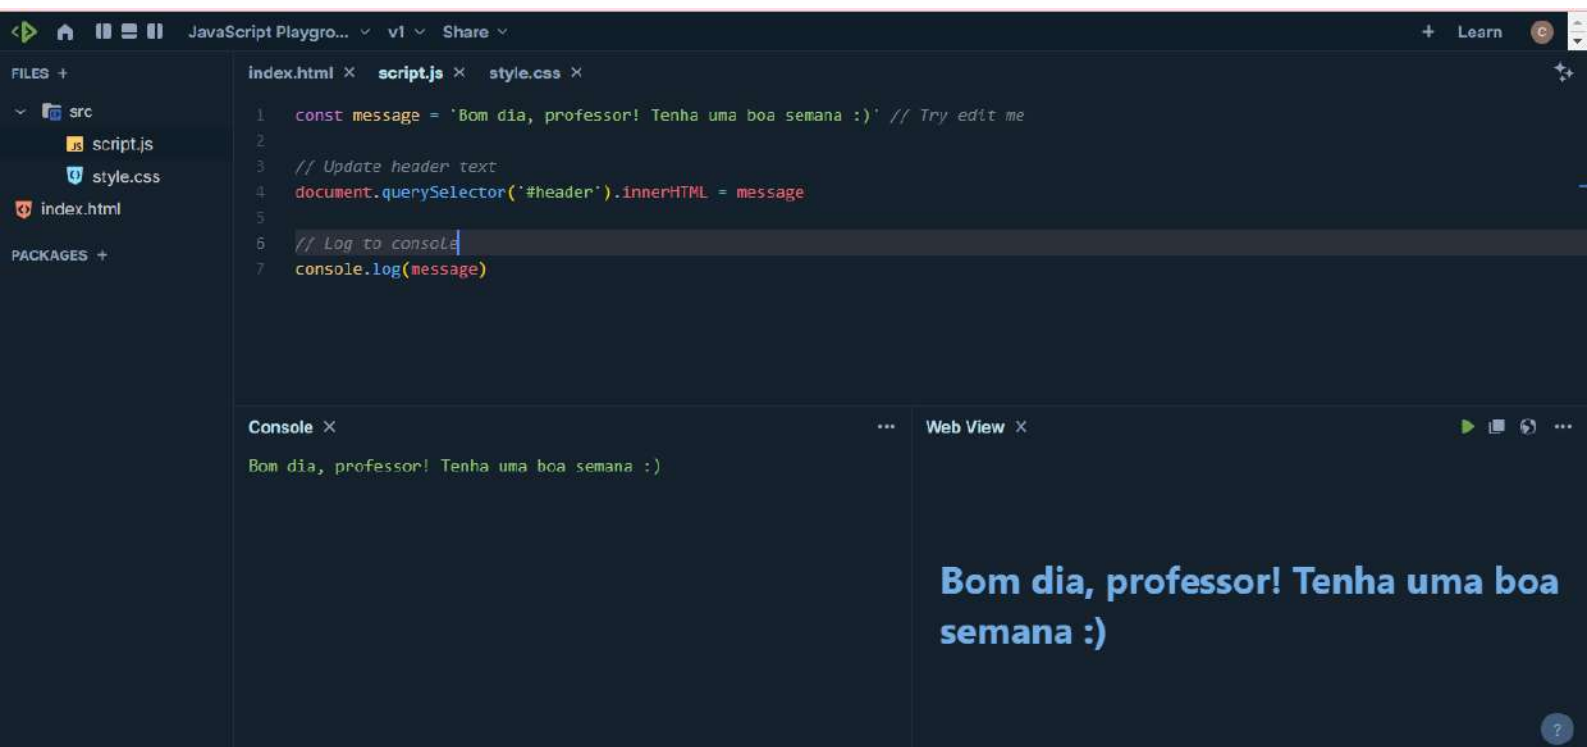 JavaScript Playgro... v1 Share + Learn C
FILES +
index.html × script.js × style.css ×
src
script.js
style.css
index.html
PACKAGES +
1 const message = `Bom dia, professor! Tenha uma boa semana :)` // Try edit me
2
3 // Update header text
4 document.querySelector('#header').innerHTML = message
5
6 // Log to console
7 console.log(message)
Console × ...
Bom dia, professor! Tenha uma boa semana :)
Web View × ...
Bom dia, professor! Tenha uma boa
semana :)
?